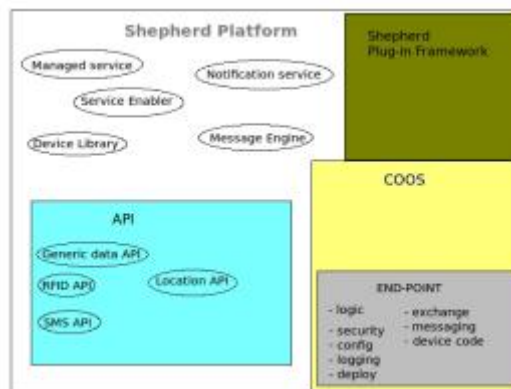 Shepherd Platform
Shepherd
Plug-in Framework
Managed service
Notification service
Service Enabler
Device Library
Message Engine
COOS
API
Generic data API
RFID API
Location API
SMS API
END-POINT
- logic
- security
- config
- logging
- deploy
- exchange
- messaging
- device code